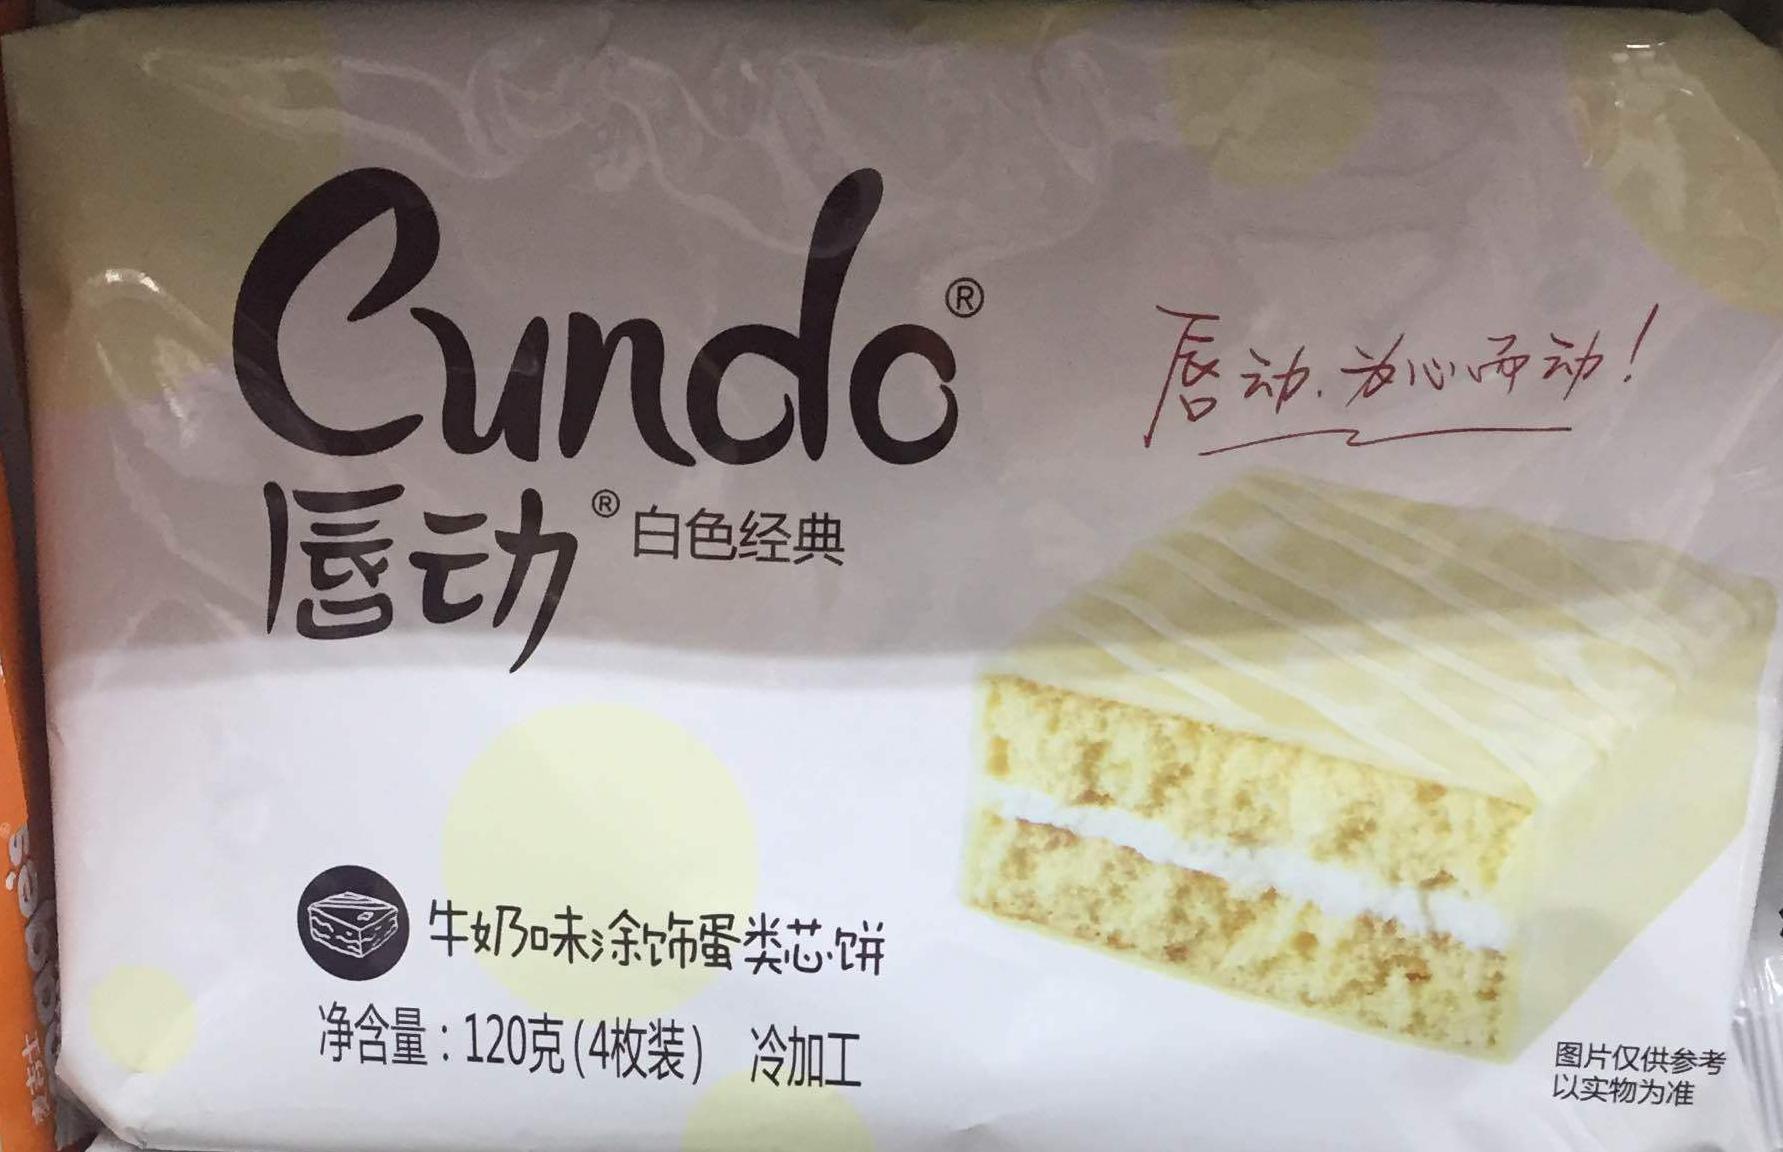 Cundo®
唇动® 白色经典
唇动.为心而动!
牛奶味涂饰蛋类芯饼
净含量:120克(4枚装) 冷加工
图片仅供参考
以实物为准